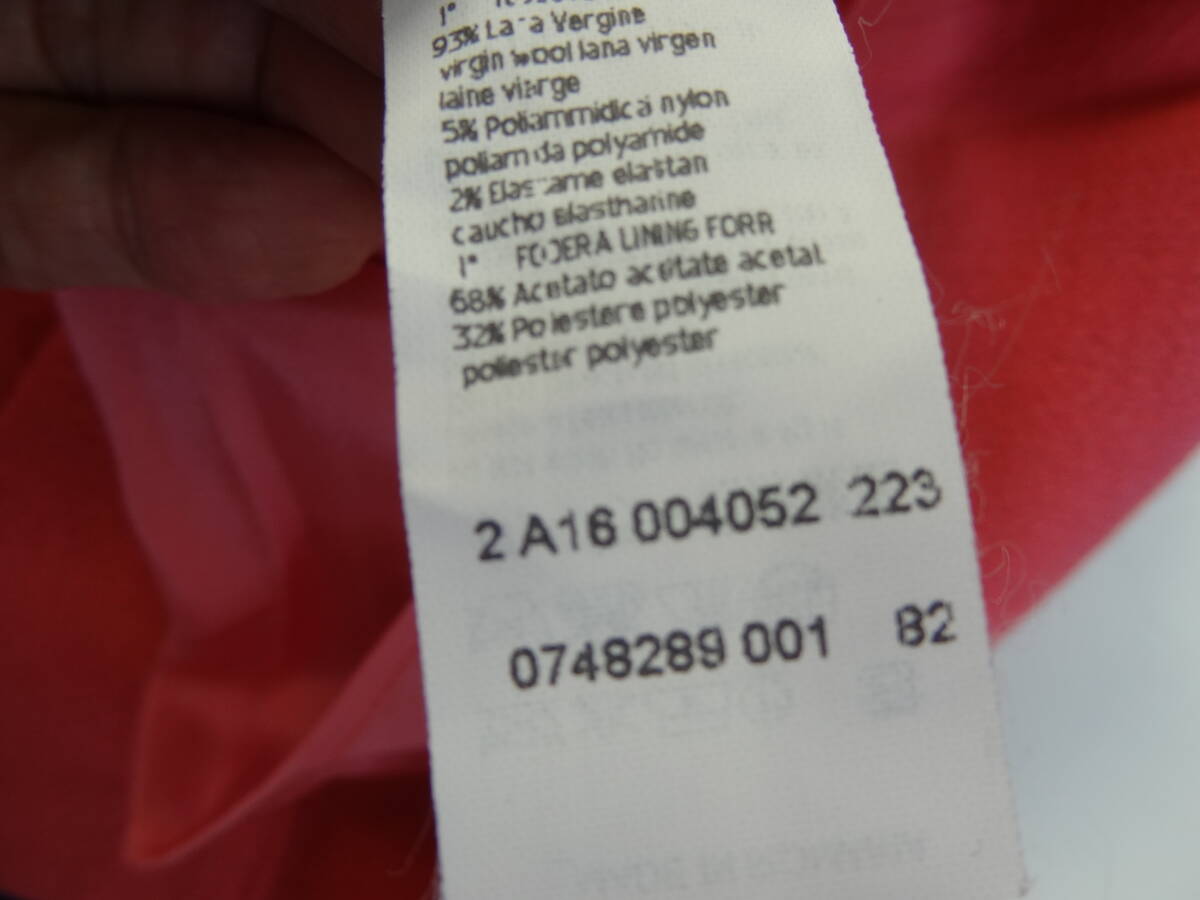 1°
93% Lana Vergine
virgin wool lana virgen
laine vierge
5% Poliammidica nylon
poliamida polyamide
2% Elastame elastan
caucho elasthanne
1° FODERA LINING FORR
68% Acetato acetate acetat
32% Poliestere polyester
poliester polyester
2 A16 004052 223
0748289 001 82